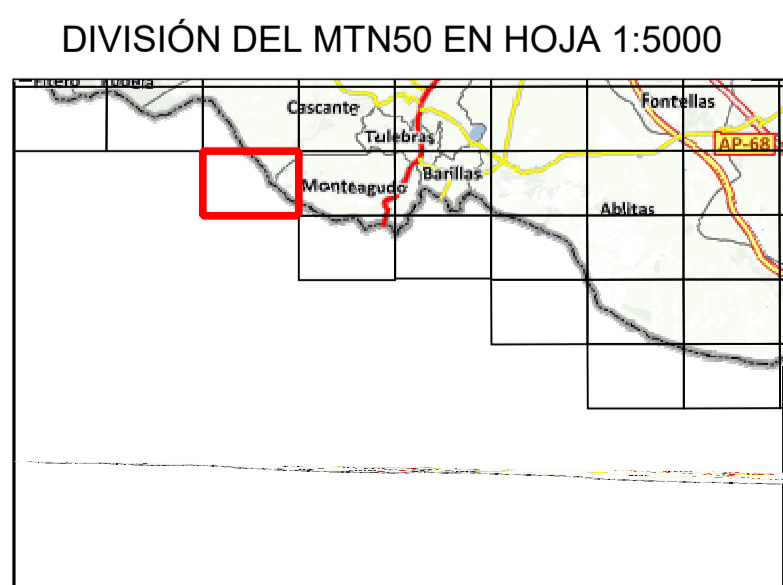 DIVISIÓN DEL MTN50 EN HOJA 1:5000
Cascante
Fontellas
Tulebras
AP-68
Barillas
Monteagudo
Ablitas